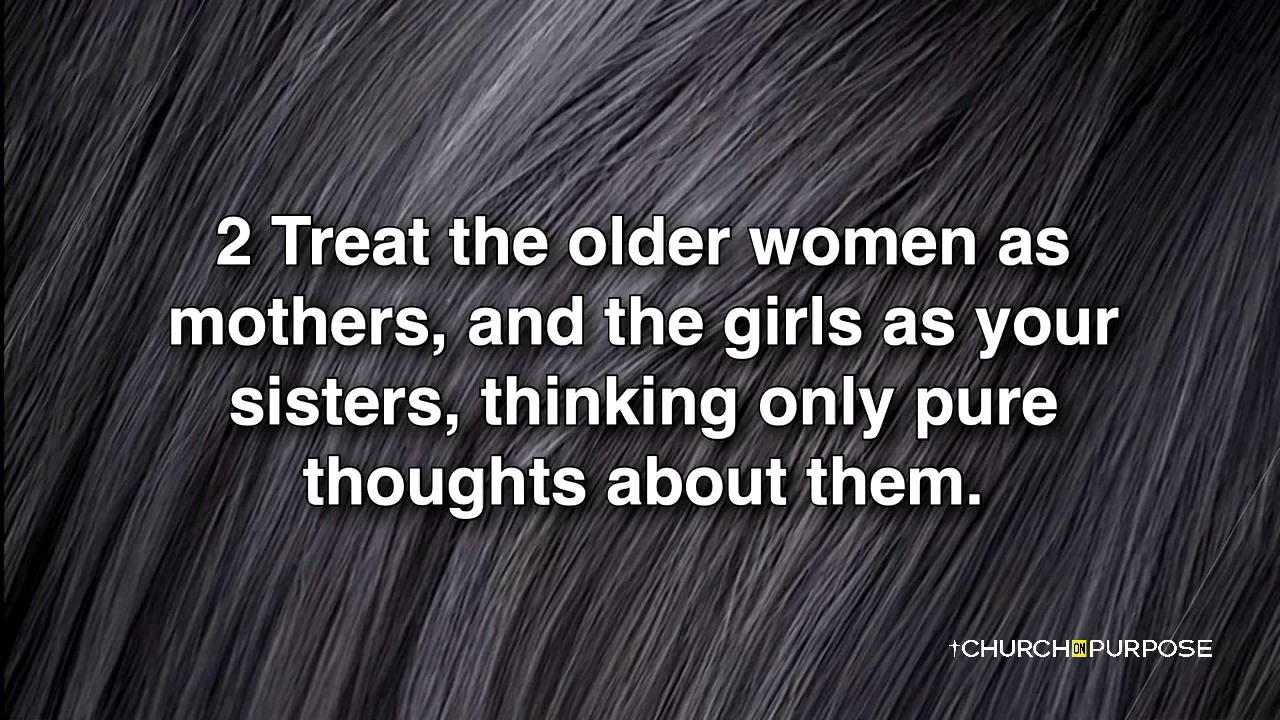 2 Treat the older women as
mothers, and the girls as your
sisters, thinking only pure
thoughts about them.
†CHURCH ON PURPOSE